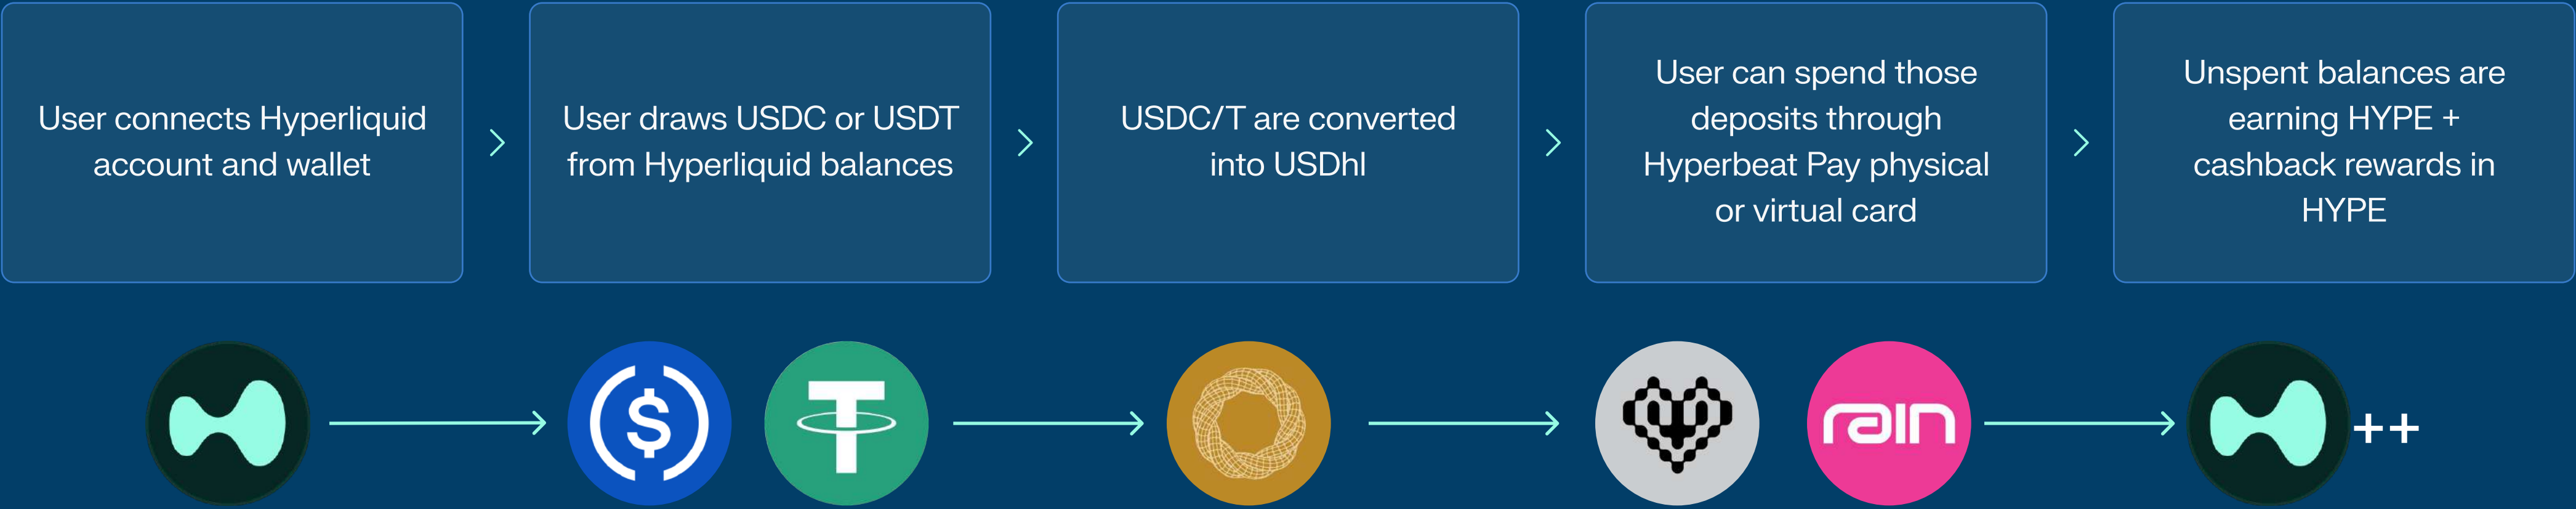 User connects Hyperliquid
account and wallet
User draws USDC or USDT
from Hyperliquid balances
USDC/T are converted
into USDhl
User can spend those
deposits through
Hyperbeat Pay physical
or virtual card
Unspent balances are
earning HYPE +
cashback rewards in
HYPE
$
T
rain
++